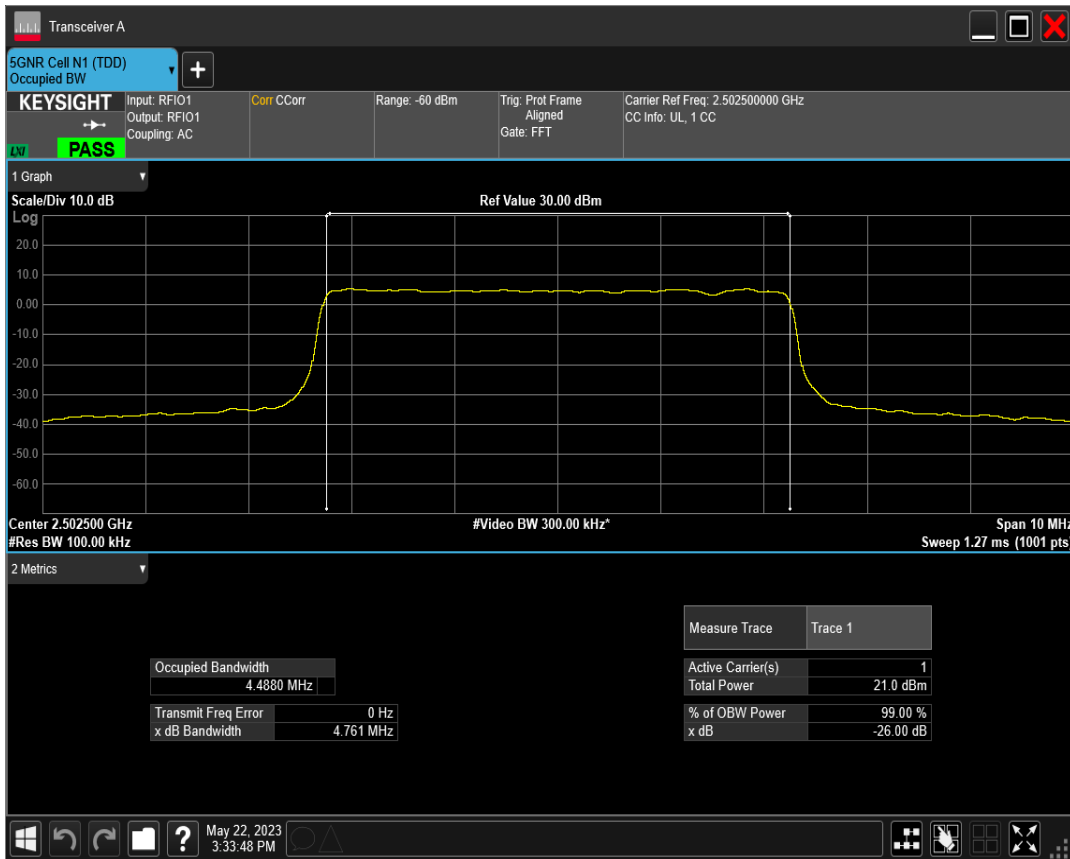 Transceiver A
5GNR Cell N1 (TDD)
Occupied BW
+
KEYSIGHT
LXI
PASS
Input: RFIO1
Output: RFIO1
Coupling: AC
Corr CCorr
Range: -60 dBm
Trig: Prot Frame
Aligned
Gate: FFT
Carrier Ref Freq: 2.502500000 GHz
CC Info: UL, 1 CC
1 Graph
Scale/Div 10.0 dB
Ref Value 30.00 dBm
Log
20.0
10.0
0.00
-10.0
-20.0
-30.0
-40.0
-50.0
-60.0
Center 2.502500 GHz
#Video BW 300.00 kHz*
Span 10 MHz
#Res BW 100.00 kHz
Sweep 1.27 ms (1001 pts)
2 Metrics
Measure Trace Trace 1
Occupied Bandwidth
4.4880 MHz
Active Carrier(s) 1
Total Power 21.0 dBm
Transmit Freq Error 0 Hz
x dB Bandwidth 4.761 MHz
% of OBW Power 99.00 %
x dB -26.00 dB
?
May 22, 2023
3:33:48 PM